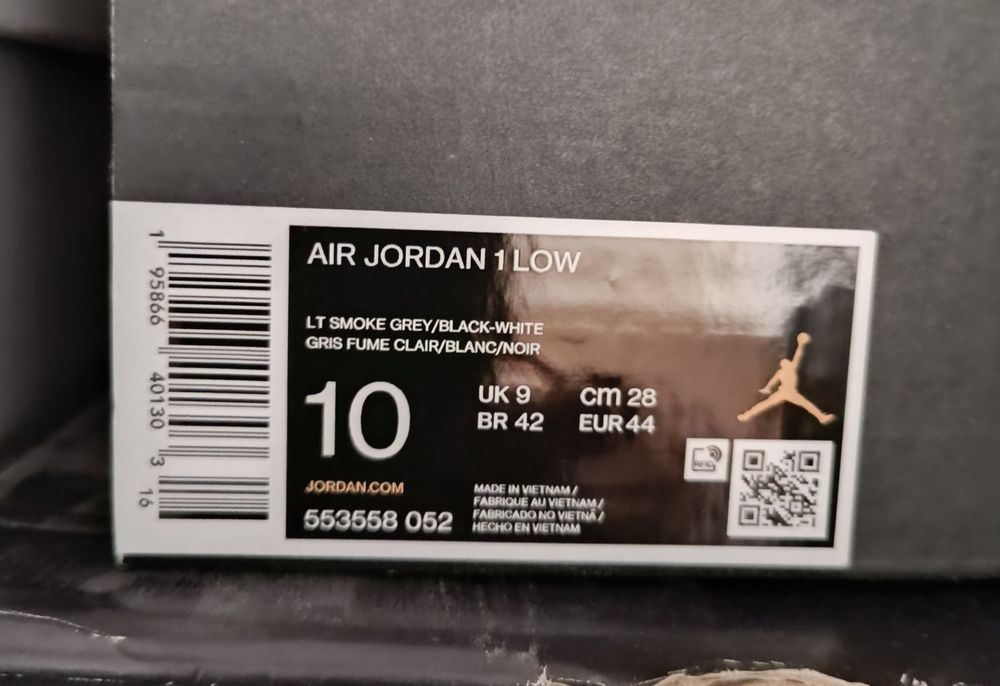 AIR JORDAN 1 LOW
LT SMOKE GREY/BLACK-WHITE
GRIS FUME CLAIR/BLANC/NOIR
10
UK 9
CM 28
BR 42
EUR 44
JORDAN.COM
553558 052
MADE IN VIETNAM /
FABRIQUE AU VIETNAM /
FABRICADO NO VIETNÃ /
HECHO EN VIETNAM
RFID
1 95866 40130 3 16